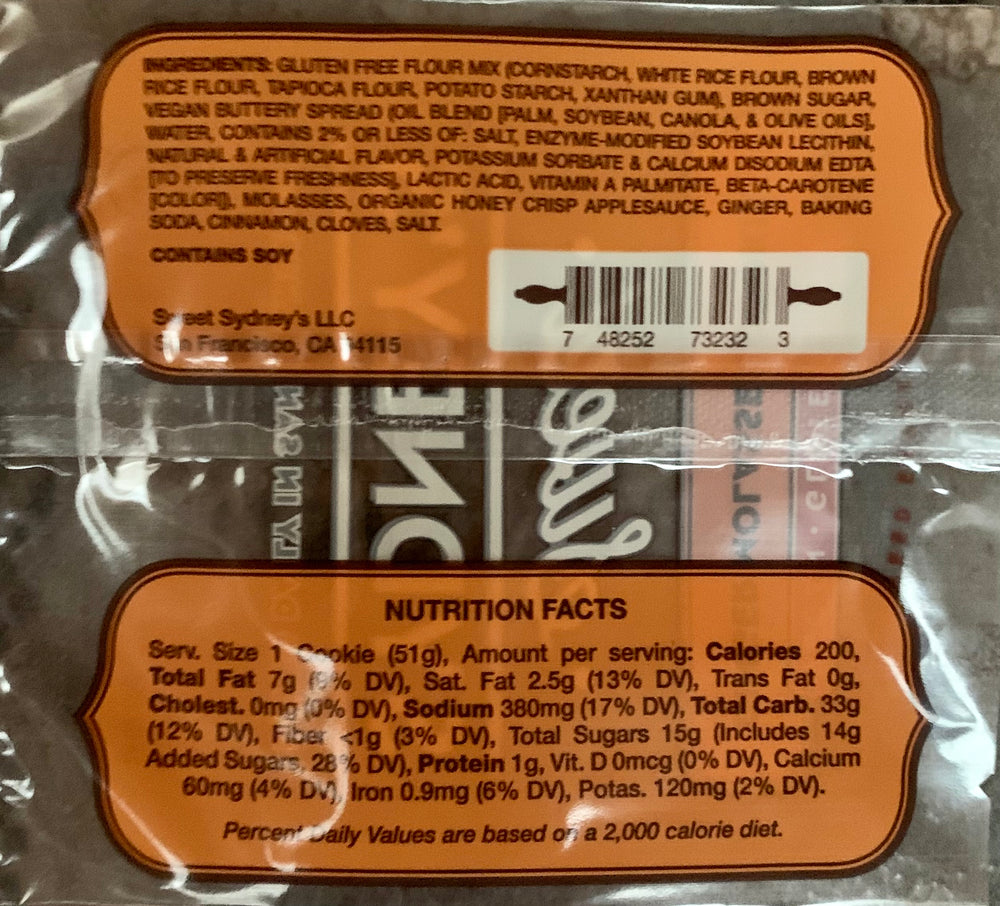 INGREDIENTS: GLUTEN FREE FLOUR MIX (CORNSTARCH, WHITE RICE FLOUR, BROWN
RICE FLOUR, TAPIOCA FLOUR, POTATO STARCH, XANTHAN GUM), BROWN SUGAR,
VEGAN BUTTERY SPREAD (OIL BLEND [PALM, SOYBEAN, CANOLA, & OLIVE OILS],
WATER, CONTAINS 2% OR LESS OF: SALT, ENZYME-MODIFIED SOYBEAN LECITHIN,
NATURAL & ARTIFICIAL FLAVOR, POTASSIUM SORBATE & CALCIUM DISODIUM EDTA
[TO PRESERVE FRESHNESS], LACTIC ACID, VITAMIN A PALMITATE, BETA-CAROTENE
[COLOR]), MOLASSES, ORGANIC HONEY CRISP APPLESAUCE, GINGER, BAKING
SODA, CINNAMON, CLOVES, SALT.
CONTAINS SOY
Sweet Sydney's LLC
San Francisco, CA 94115
7 48252 73232 3
NUTRITION FACTS
Serv. Size 1 Cookie (51g), Amount per serving: Calories 200,
Total Fat 7g (9% DV), Sat. Fat 2.5g (13% DV), Trans Fat 0g,
Cholest. 0mg (0% DV), Sodium 380mg (17% DV), Total Carb. 33g
(12% DV), Fiber <1g (3% DV), Total Sugars 15g (Includes 14g
Added Sugars, 28% DV), Protein 1g, Vit. D 0mcg (0% DV), Calcium
60mg (4% DV), Iron 0.9mg (6% DV), Potas. 120mg (2% DV).
Percent Daily Values are based on a 2,000 calorie diet.